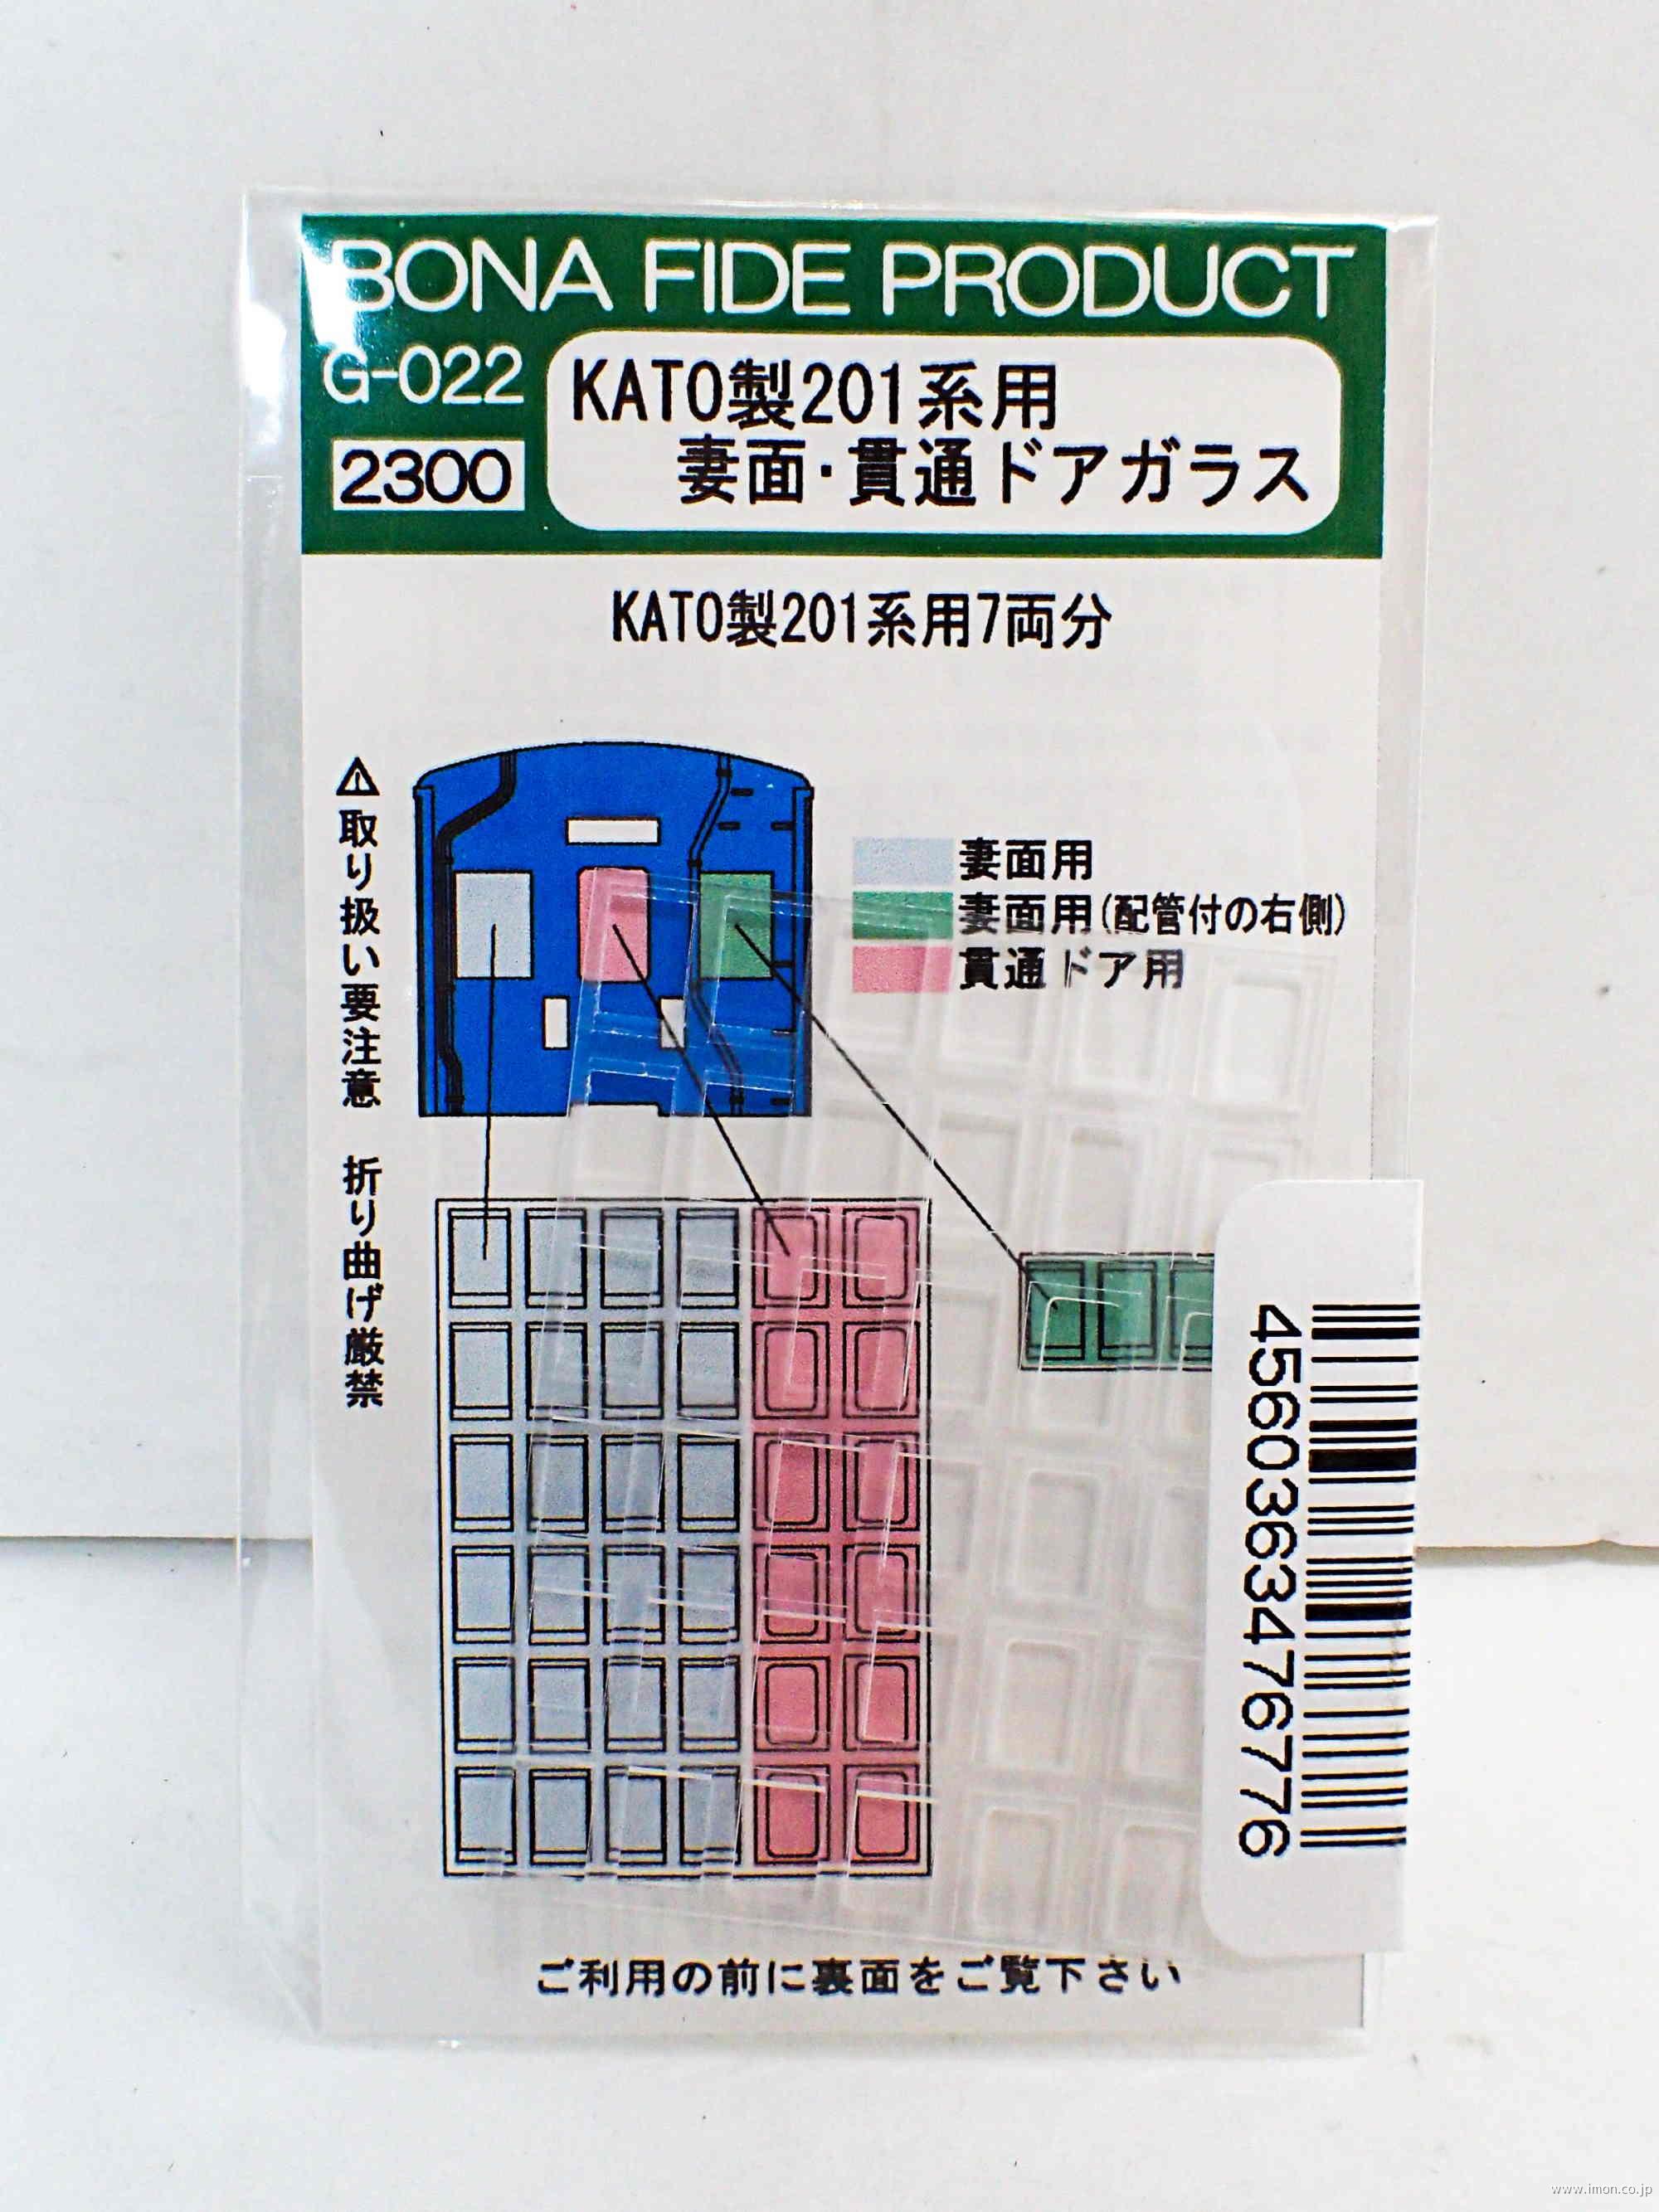 BONA FIDE PRODUCT
G-022
2300
KATO製201系用
妻面・貫通ドアガラス
KATO製201系用7両分
⚠取り扱い要注意 折り曲げ厳禁
妻面用
妻面用(配管付の右側)
貫通ドア用
4560363476776
ご利用の前に裏面をご覧下さい
www.imon.co.jp